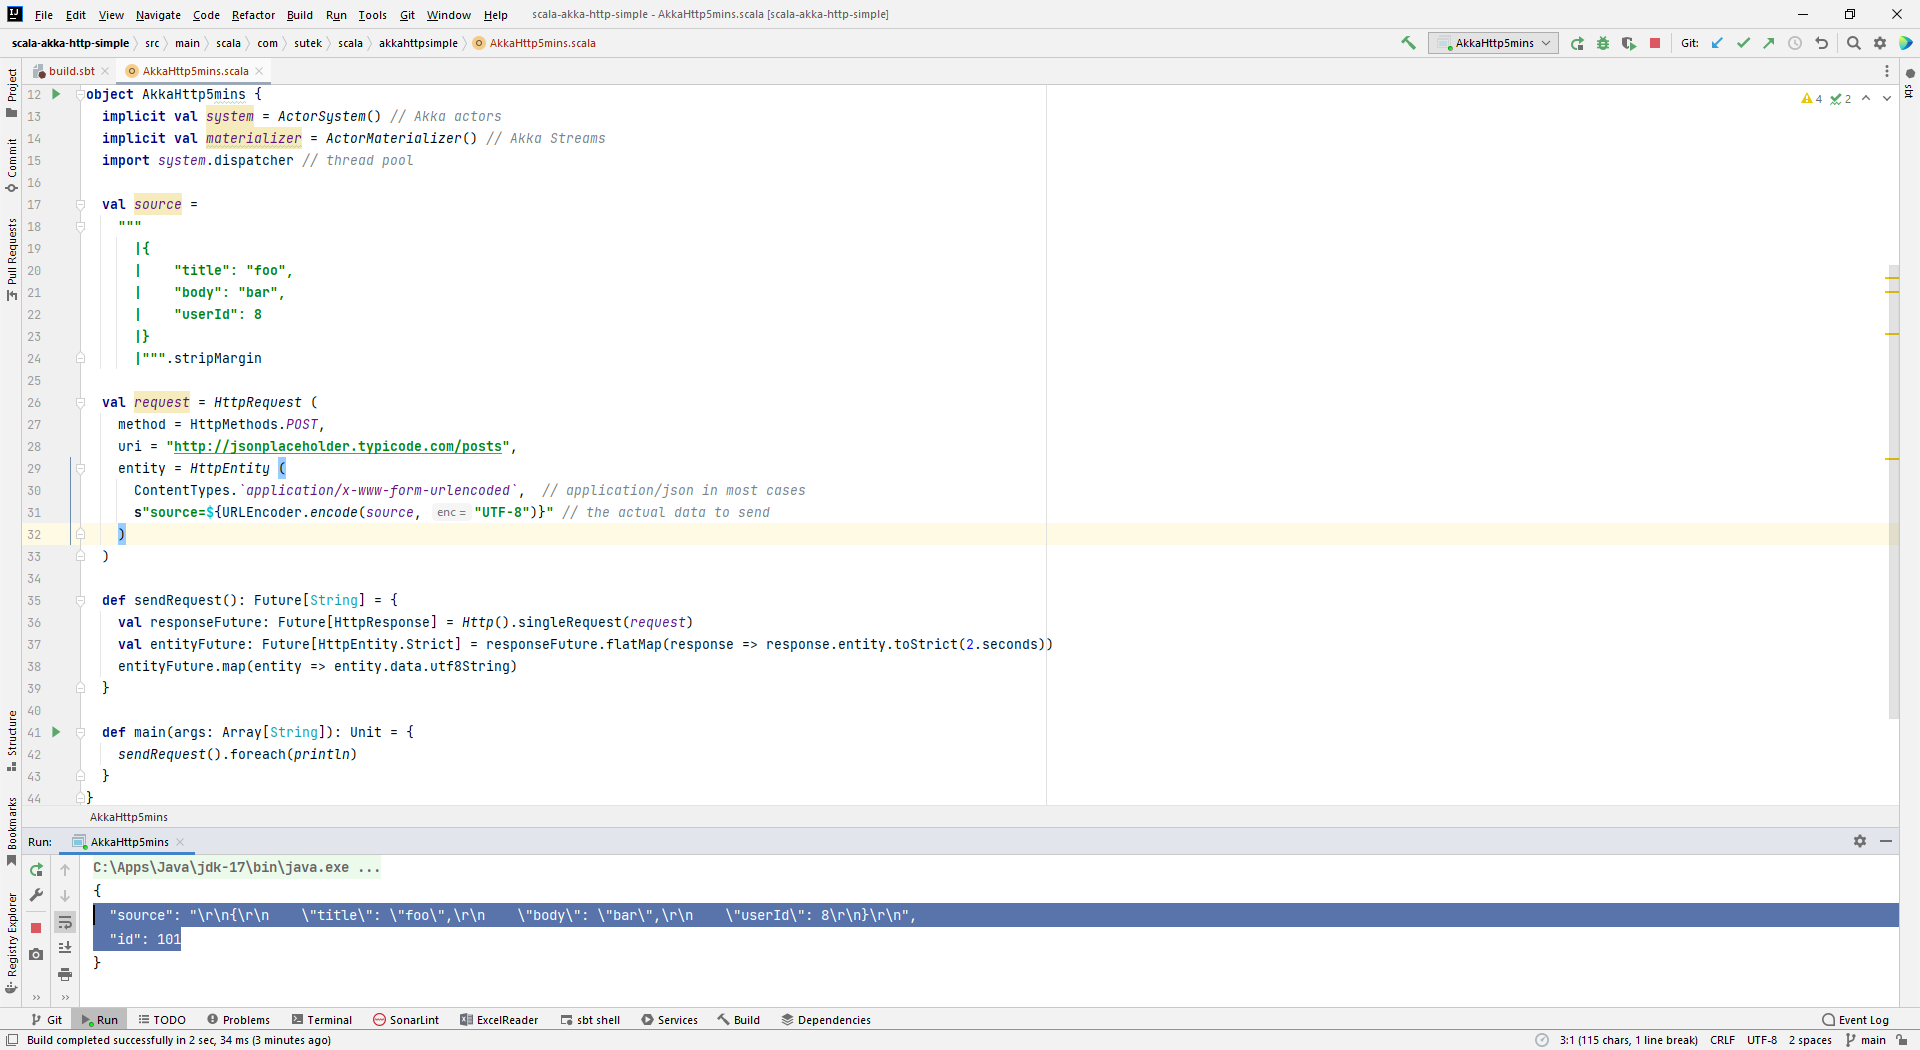 File Edit View Navigate Code Refactor Build Run Tools Git Window Help scala-akka-http-simple - AkkaHttp5mins.scala [scala-akka-http-simple]
scala-akka-http-simple src main scala com sutek scala akkahttpsimple AkkaHttp5mins.scala AkkaHttp5mins Git:
build.sbt AkkaHttp5mins.scala
4 2
12 object AkkaHttp5mins {
13 implicit val system = ActorSystem() // Akka actors
14 implicit val materializer = ActorMaterializer() // Akka Streams
15 import system.dispatcher // thread pool
16
17 val source =
18 """
19 |{
20 |    "title": "foo",
21 |    "body": "bar",
22 |    "userId": 8
23 |}
24 |""".stripMargin
25
26 val request = HttpRequest (
27 method = HttpMethods.POST,
28 uri = "http://jsonplaceholder.typicode.com/posts",
29 entity = HttpEntity (
30 ContentTypes.`application/x-www-form-urlencoded`,  // application/json in most cases
31 s"source=${URLEncoder.encode(source, enc = "UTF-8")}" // the actual data to send
32 )
33 )
34
35 def sendRequest(): Future[String] = {
36 val responseFuture: Future[HttpResponse] = Http().singleRequest(request)
37 val entityFuture: Future[HttpEntity.Strict] = responseFuture.flatMap(response => response.entity.toStrict(2.seconds))
38 entityFuture.map(entity => entity.data.utf8String)
39 }
40
41 def main(args: Array[String]): Unit = {
42 sendRequest().foreach(println)
43 }
44 }
AkkaHttp5mins
Project
Commit
Pull Requests
Structure
Bookmarks
Registry Explorer
sbt
Run: AkkaHttp5mins
C:\Apps\Java\jdk-17\bin\java.exe ...
{
"source": "\r\n{\r\n    \"title\": \"foo\",\r\n    \"body\": \"bar\",\r\n    \"userId\": 8\r\n}\r\n",
"id": 101
}
Git Run TODO Problems Terminal SonarLint ExcelReader sbt shell Services Build Dependencies Event Log
Build completed successfully in 2 sec, 34 ms (3 minutes ago) 3:1 (115 chars, 1 line break) CRLF UTF-8 2 spaces main